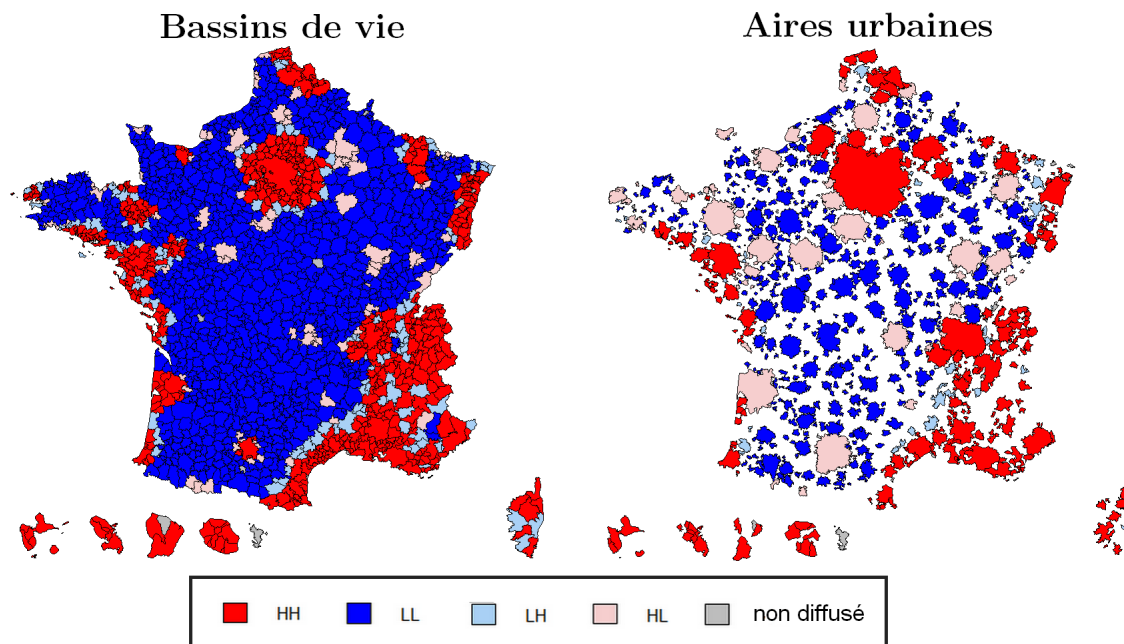 Bassins de vie
Aires urbaines
HH LL LH HL non diffusé